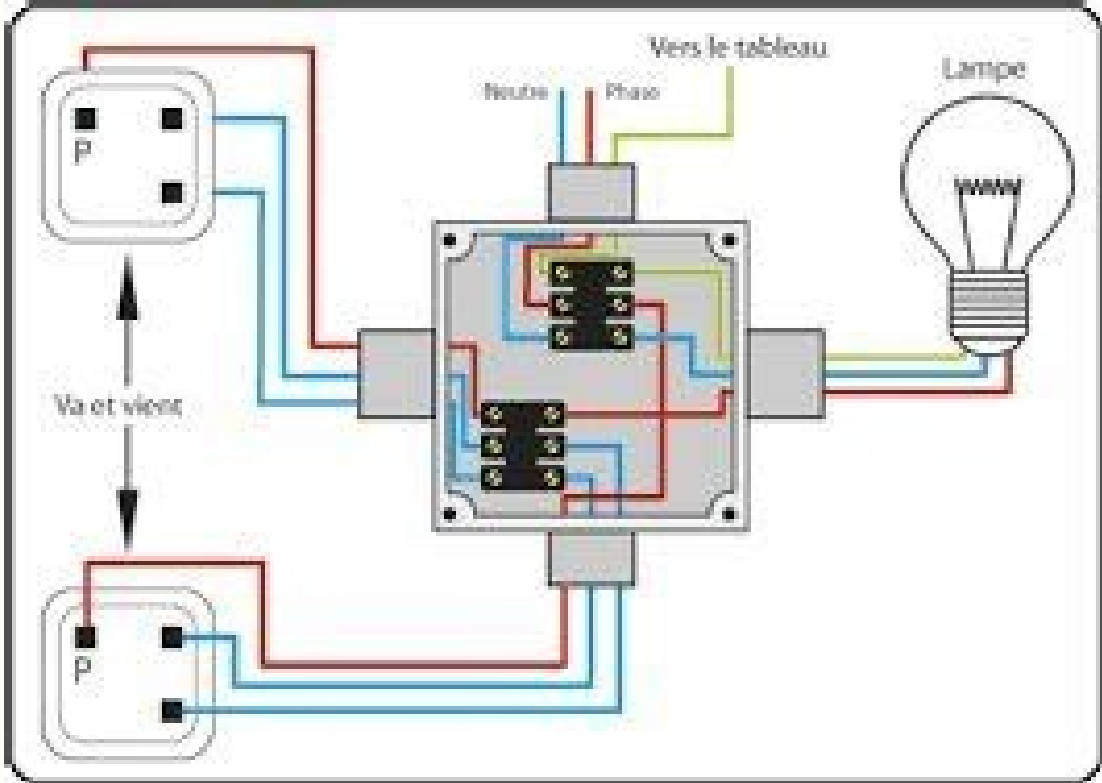 Vers le tableau
Neutre
Phase
Lampe
P
Va et vient
P